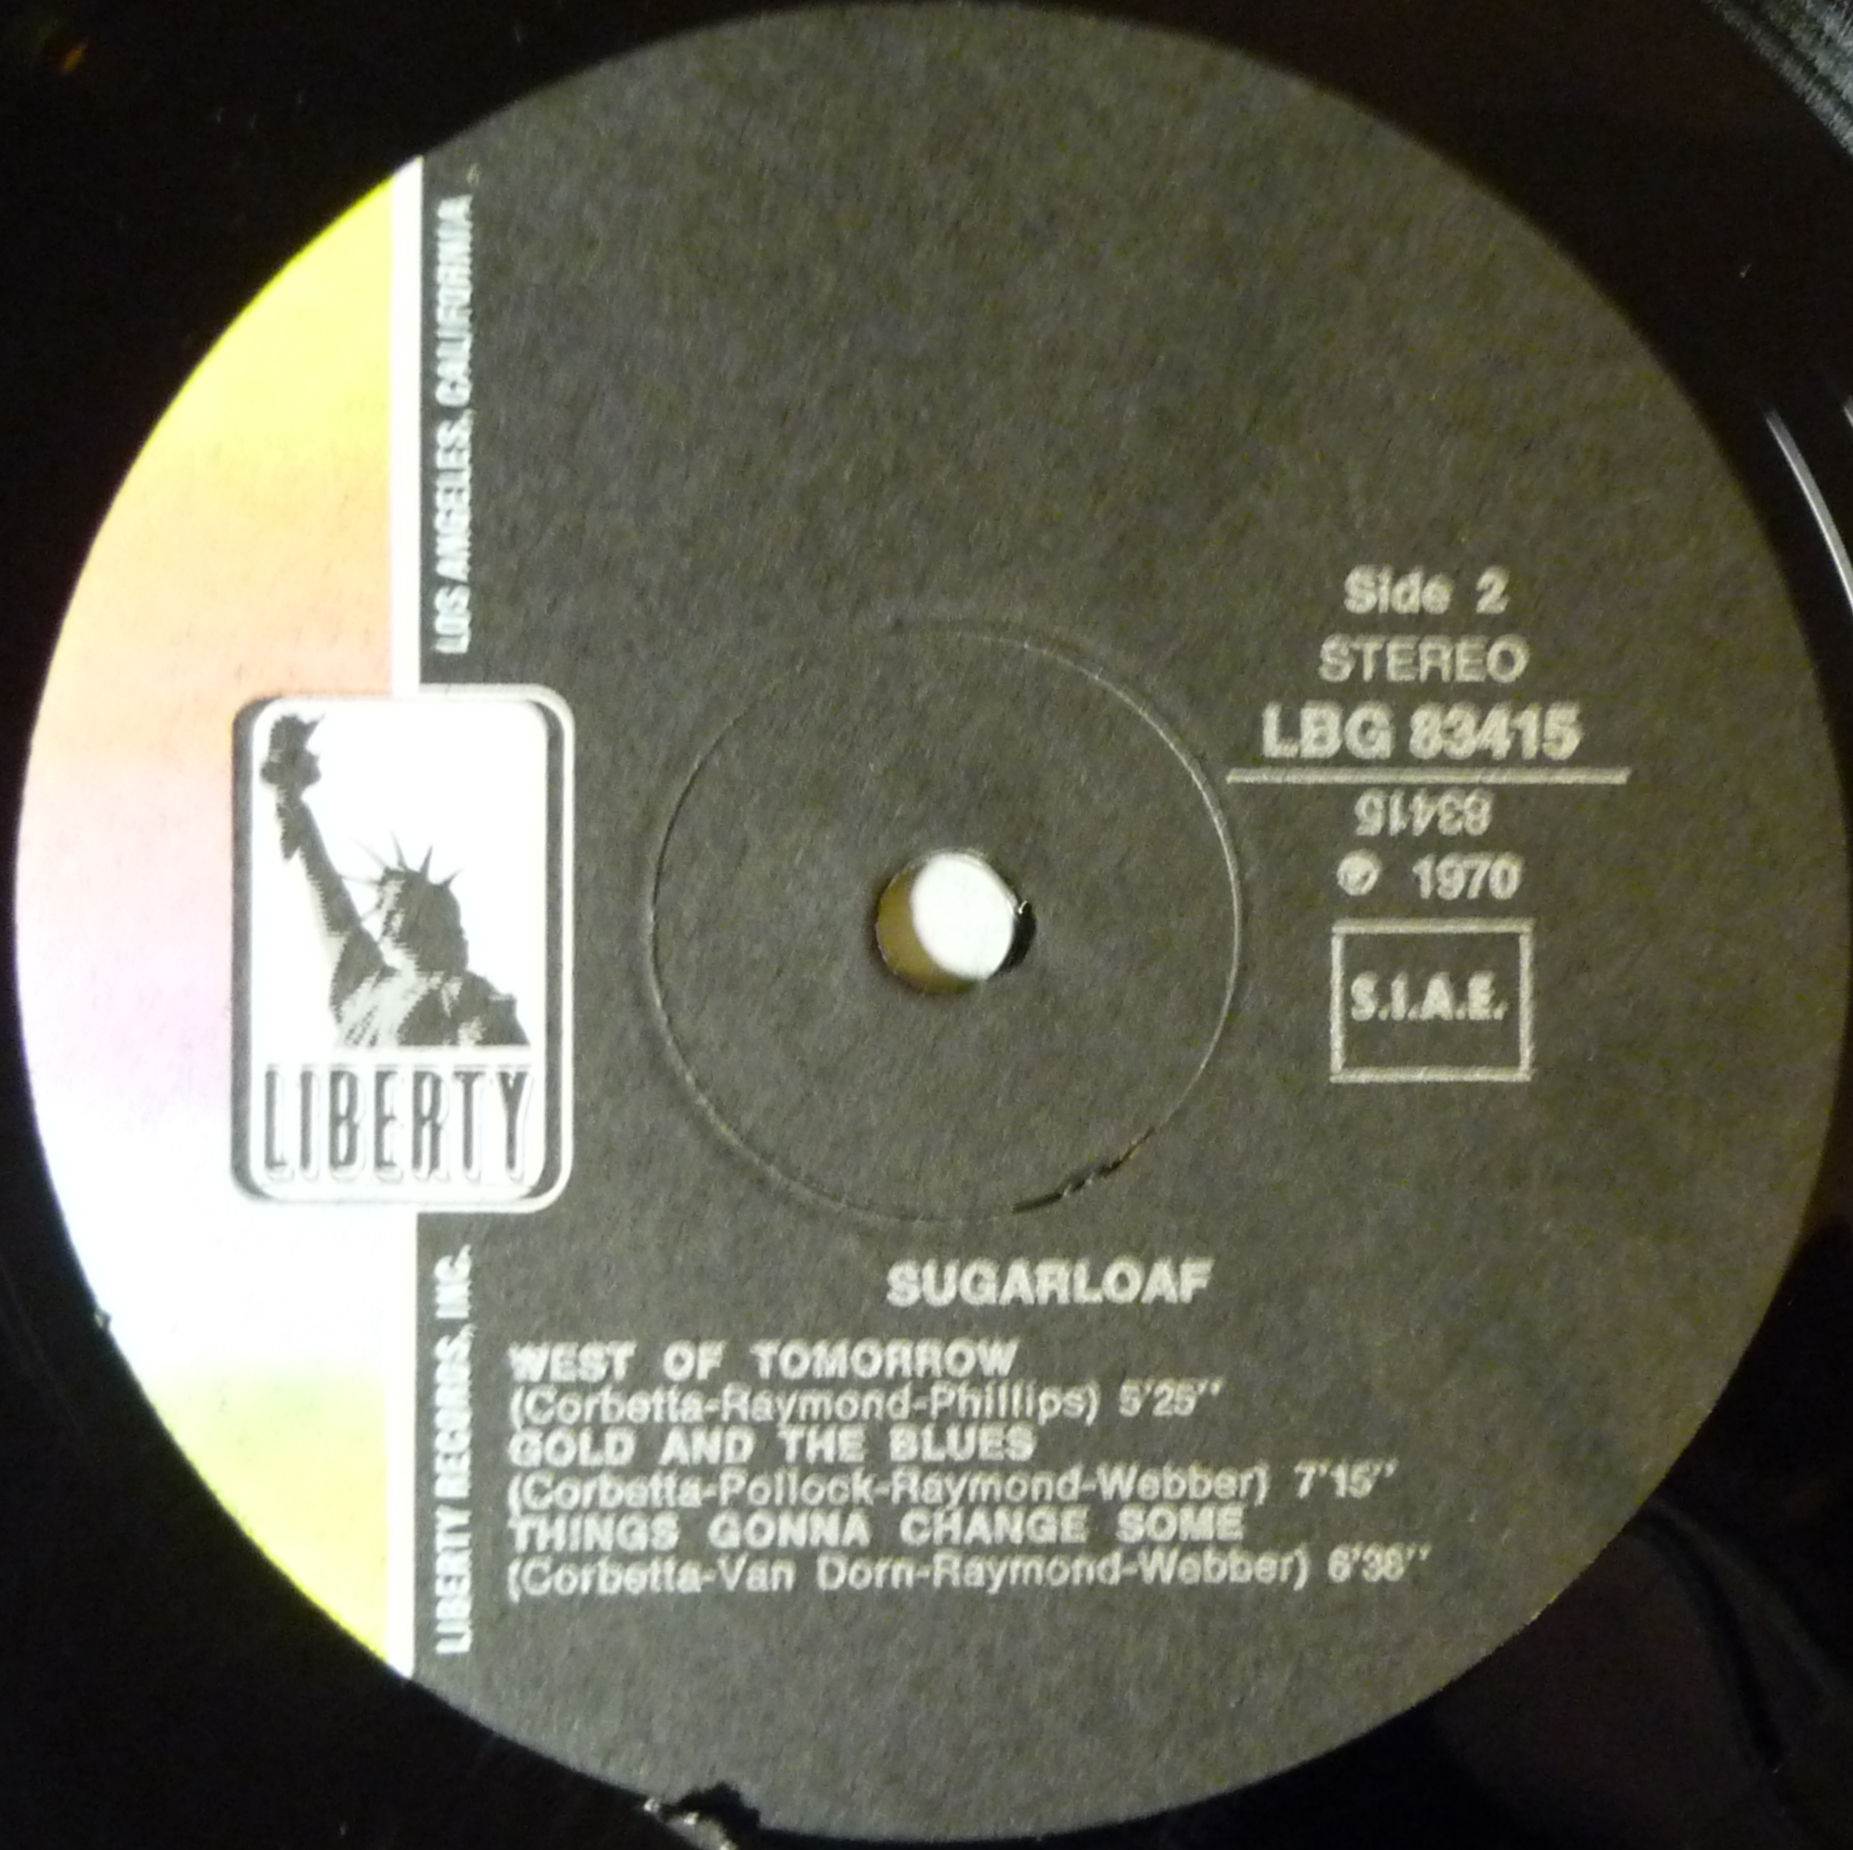 LOS ANGELES, CALIFORNIA
Side 2
STEREO
LBG 83415
83415
℗ 1970
S.I.A.E.
LIBERTY
LIBERTY RECORDS, INC.
SUGARLOAF
WEST OF TOMORROW
(Corbetta-Raymond-Phillips) 5'25''
GOLD AND THE BLUES
(Corbetta-Pollock-Raymond-Webber) 7'15''
THINGS GONNA CHANGE SOME
(Corbetta-Van Dorn-Raymond-Webber) 6'38''